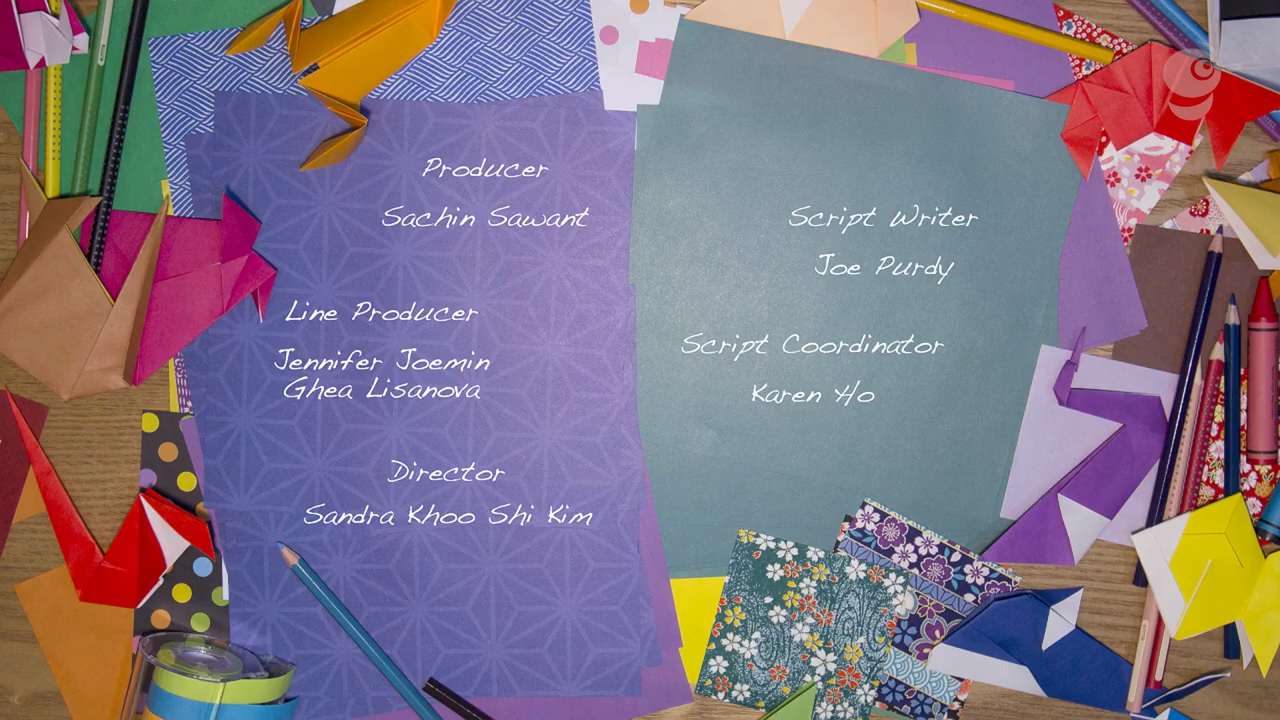 Producer
Sachin Sawant
Line Producer
Jennifer Joemin
Ghea Lisanova
Director
Sandra Khoo Shi Kim
Script Writer
Joe Purdy
Script Coordinator
Karen Ho